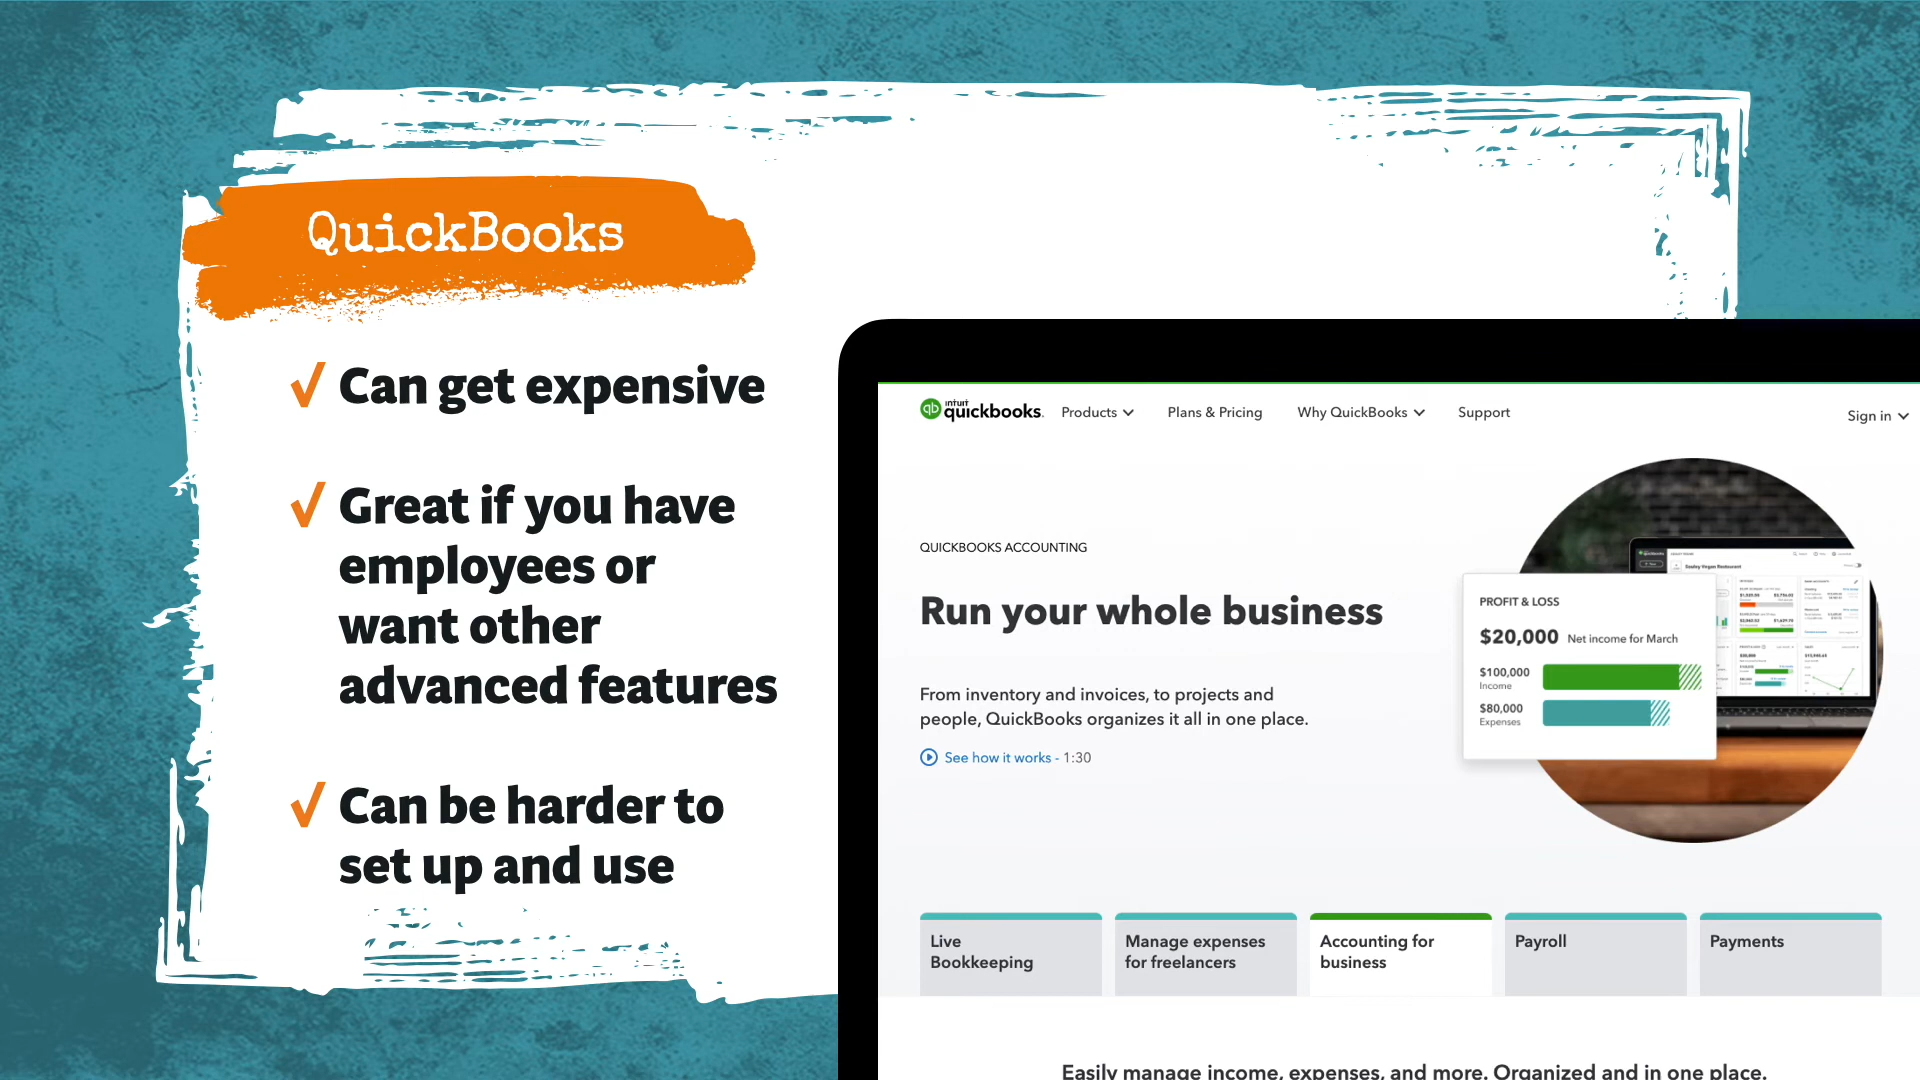 QuickBooks
✓ Can get expensive
✓ Great if you have
employees or
want other
advanced features
✓ Can be harder to
set up and use
intuit
quickbooks.
Products
Plans & Pricing
Why QuickBooks
Support
Sign in
QUICKBOOKS ACCOUNTING
Run your whole business
From inventory and invoices, to projects and
people, QuickBooks organizes it all in one place.
See how it works - 1:30
PROFIT & LOSS
$20,000 Net income for March
$100,000
Income
$80,000
Expenses
Live
Bookkeeping
Manage expenses
for freelancers
Accounting for
business
Payroll
Payments
Easily manage income, expenses, and more. Organized and in one place.